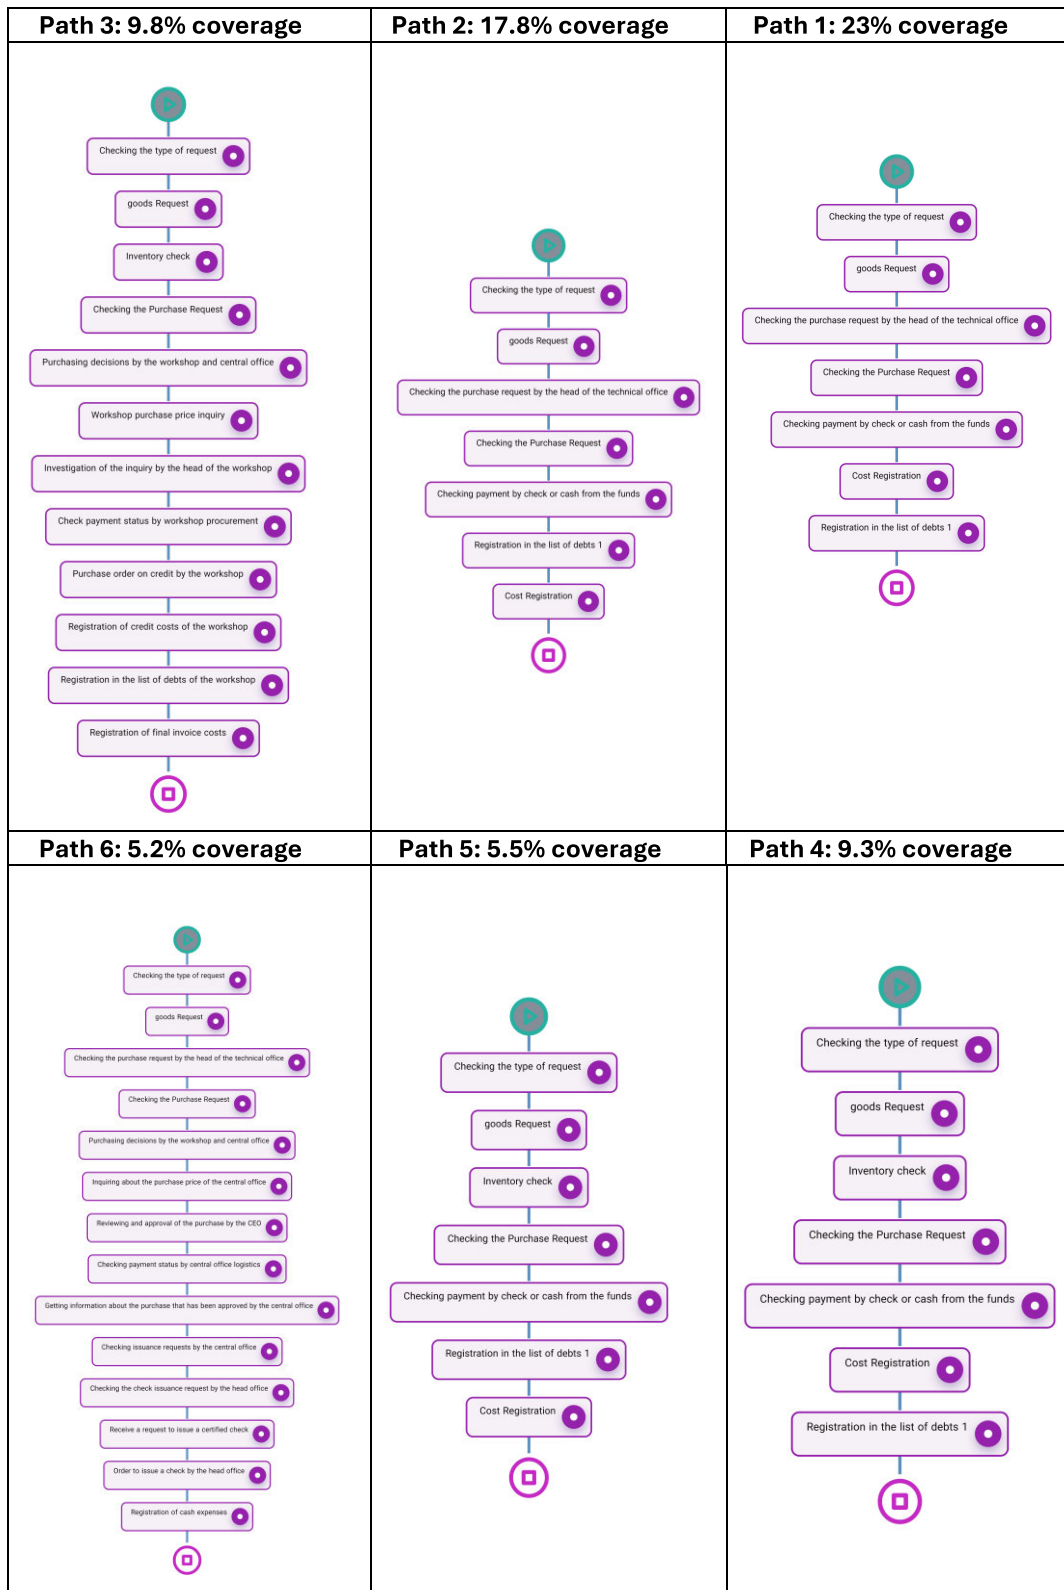 Path 3: 9.8% coverage
Checking the type of request
goods Request
Inventory check
Checking the Purchase Request
Purchasing decisions by the workshop and central office
Workshop purchase price inquiry
Investigation of the inquiry by the head of the workshop
Check payment status by workshop procurement
Purchase order on credit by the workshop
Registration of credit costs of the workshop
Registration in the list of debts of the workshop
Registration of final invoice costs
Path 2: 17.8% coverage
Checking the type of request
goods Request
Checking the purchase request by the head of the technical office
Checking the Purchase Request
Checking payment by check or cash from the funds
Registration in the list of debts 1
Cost Registration
Path 1: 23% coverage
Checking the type of request
goods Request
Checking the purchase request by the head of the technical office
Checking the Purchase Request
Checking payment by check or cash from the funds
Cost Registration
Registration in the list of debts 1
Path 6: 5.2% coverage
Checking the type of request
goods Request
Checking the purchase request by the head of the technical office
Checking the Purchase Request
Purchasing decisions by the workshop and central office
Inquiring about the purchase price of the central office
Reviewing and approval of the purchase by the CEO
Checking payment status by central office logistics
Getting information about the purchase that has been approved by the central office
Checking issuance requests by the central office
Checking the check issuance request by the head office
Receive a request to issue a certified check
Order to issue a check by the head office
Registration of cash expenses
Path 5: 5.5% coverage
Checking the type of request
goods Request
Inventory check
Checking the Purchase Request
Checking payment by check or cash from the funds
Registration in the list of debts 1
Cost Registration
Path 4: 9.3% coverage
Checking the type of request
goods Request
Inventory check
Checking the Purchase Request
Checking payment by check or cash from the funds
Cost Registration
Registration in the list of debts 1